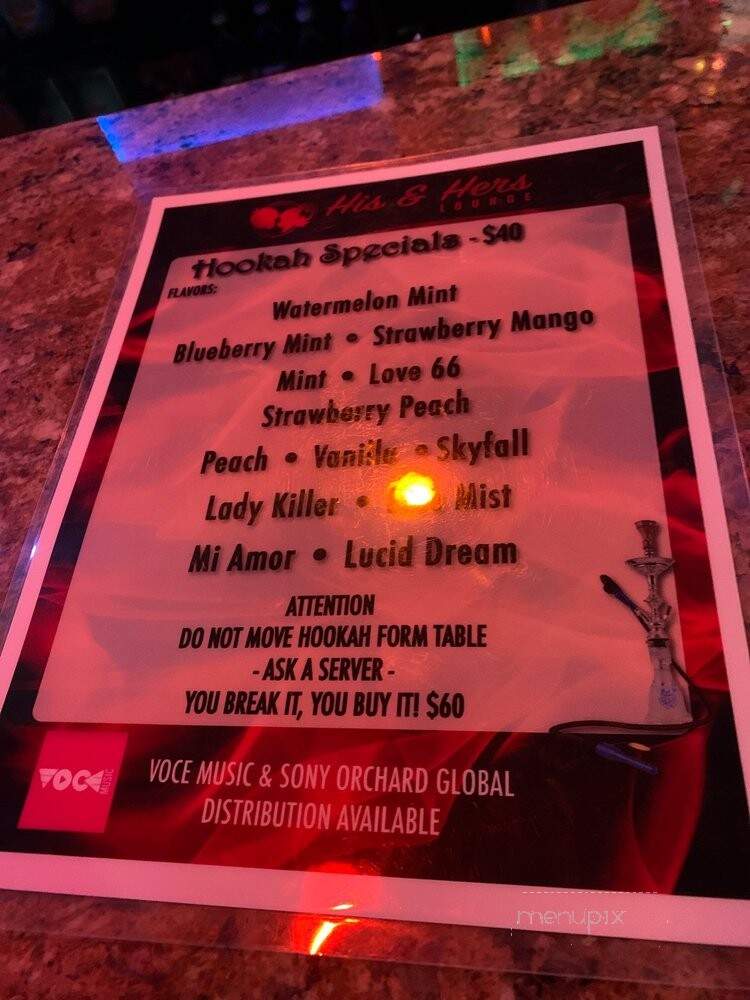 His & Hers
LOUNGE
Hookah Specials - $40
FLAVORS:
Watermelon Mint
Blueberry Mint • Strawberry Mango
Mint • Love 66
Strawberry Peach
Peach • Vanilla • Skyfall
Lady Killer • Mist
Mi Amor • Lucid Dream
ATTENTION
DO NOT MOVE HOOKAH FORM TABLE
- ASK A SERVER -
YOU BREAK IT, YOU BUY IT! $60
VOCE MUSIC
VOCE MUSIC & SONY ORCHARD GLOBAL
DISTRIBUTION AVAILABLE
menupix